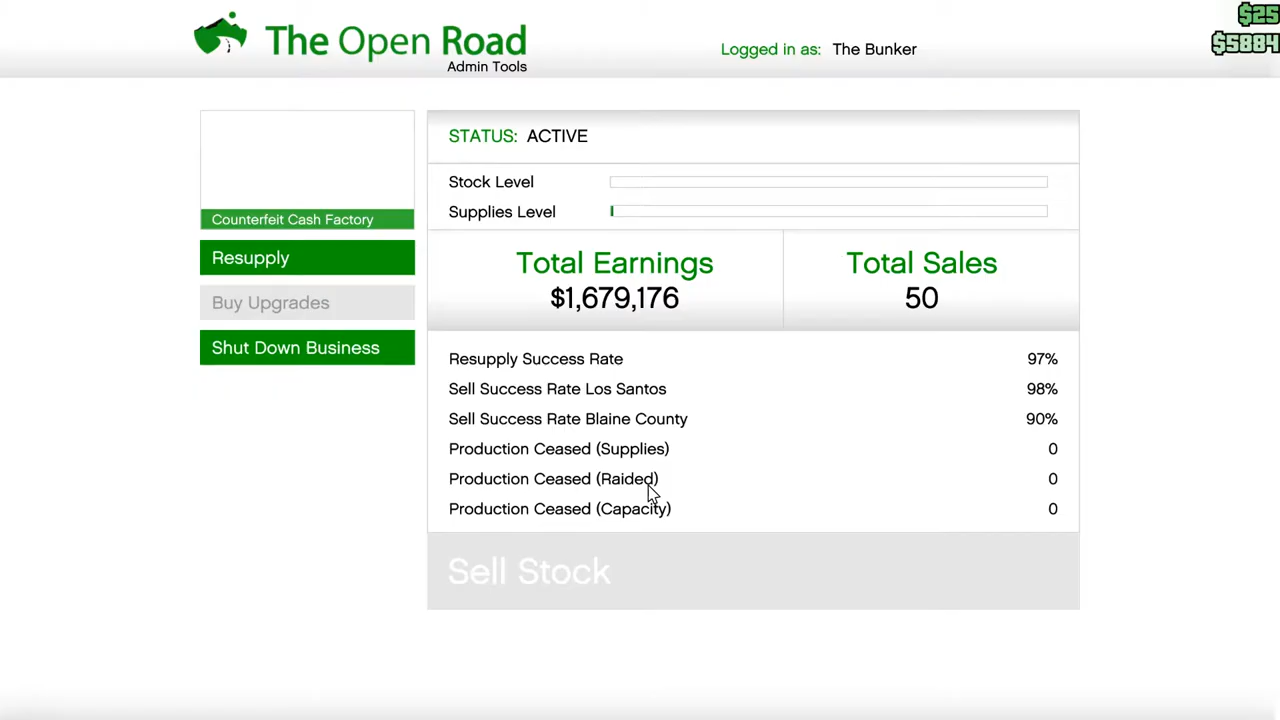 The Open Road
Admin Tools
Logged in as: The Bunker
$25
$5884
Counterfeit Cash Factory
Resupply
Buy Upgrades
Shut Down Business
STATUS: ACTIVE
Stock Level
Supplies Level
Total Earnings
$1,679,176
Total Sales
50
Resupply Success Rate 97%
Sell Success Rate Los Santos 98%
Sell Success Rate Blaine County 90%
Production Ceased (Supplies) 0
Production Ceased (Raided) 0
Production Ceased (Capacity) 0
Sell Stock